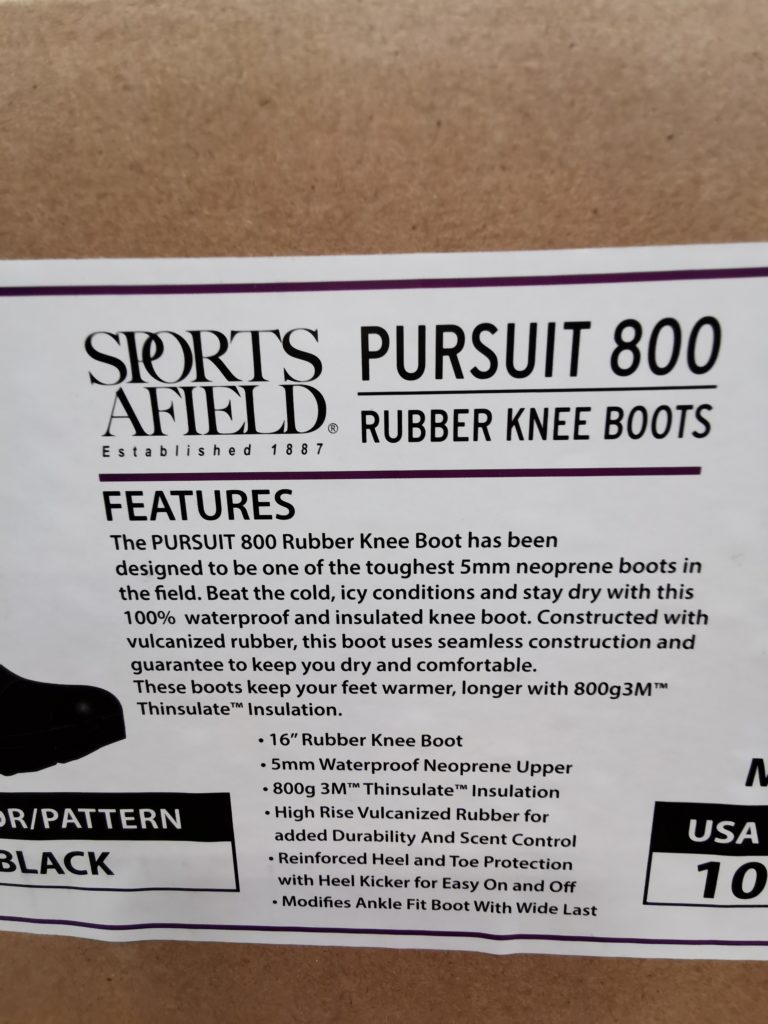 SPORTS
AFIELD®
Established 1887
PURSUIT 800
RUBBER KNEE BOOTS
FEATURES
The PURSUIT 800 Rubber Knee Boot has been
designed to be one of the toughest 5mm neoprene boots in
the field. Beat the cold, icy conditions and stay dry with this
100% waterproof and insulated knee boot. Constructed with
vulcanized rubber, this boot uses seamless construction and
guarantee to keep you dry and comfortable.
These boots keep your feet warmer, longer with 800g3M™
Thinsulate™ Insulation.
• 16” Rubber Knee Boot
• 5mm Waterproof Neoprene Upper
• 800g 3M™ Thinsulate™ Insulation
• High Rise Vulcanized Rubber for
added Durability And Scent Control
• Reinforced Heel and Toe Protection
with Heel Kicker for Easy On and Off
• Modifies Ankle Fit Boot With Wide Last
OR/PATTERN
BLACK
USA
10